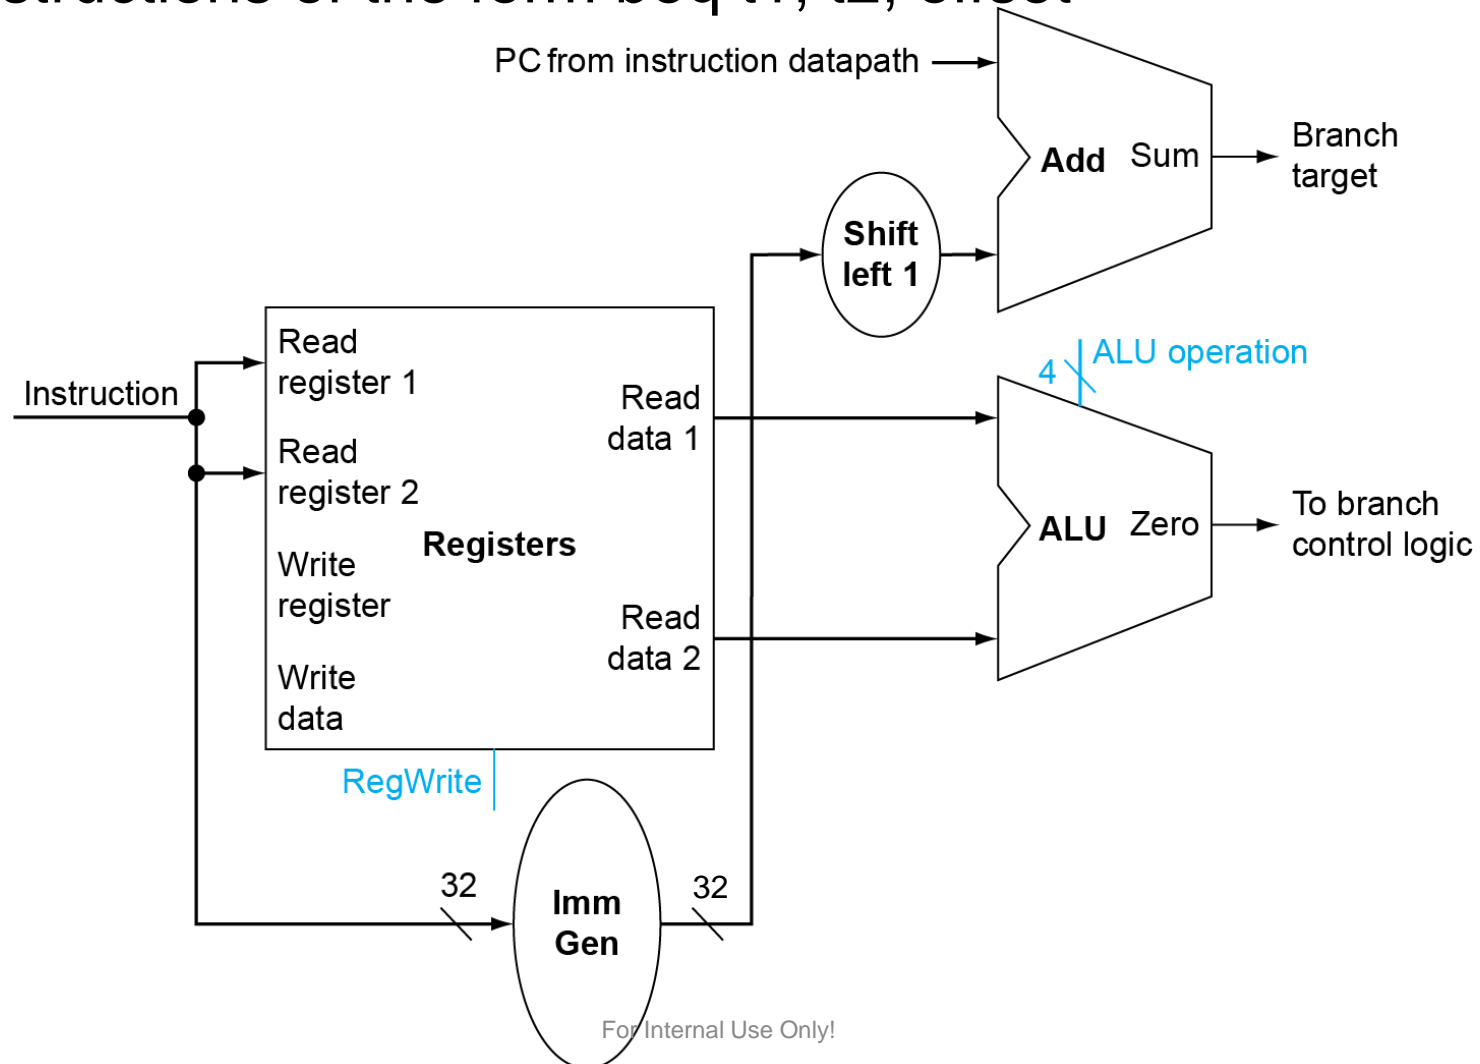 PC from instruction datapath
Add Sum
Branch
target
Shift
left 1
Instruction
Read
register 1
Read
register 2
Registers
Write
register
Write
data
Read
data 1
Read
data 2
RegWrite
4
ALU operation
ALU Zero
To branch
control logic
32
Imm
Gen
32
For Internal Use Only!